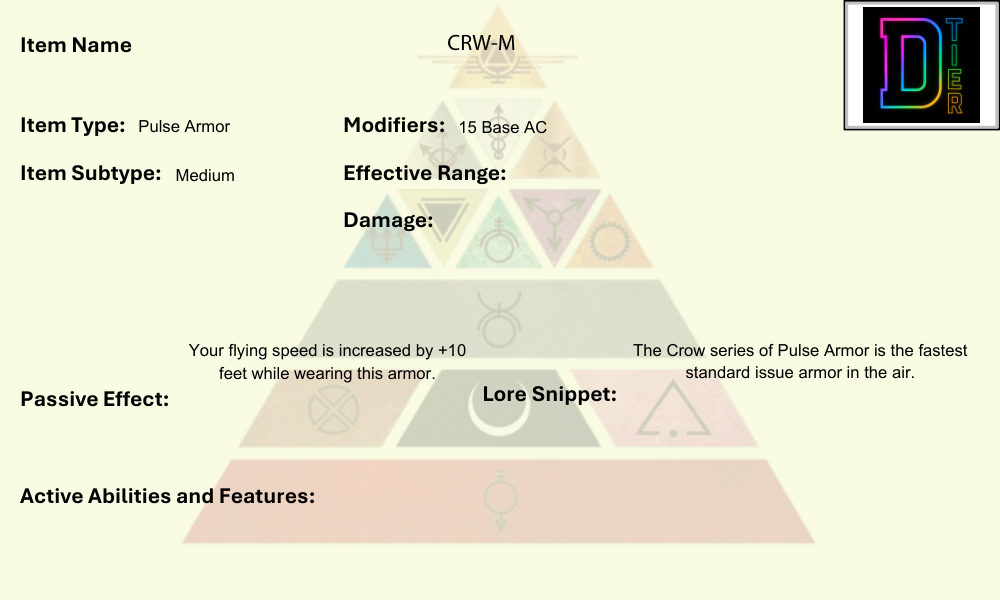 Item Name CRW-M
D TIER
Item Type: Pulse Armor Modifiers: 15 Base AC
Item Subtype: Medium Effective Range:
Damage:
Your flying speed is increased by +10
feet while wearing this armor.
Passive Effect:
The Crow series of Pulse Armor is the fastest
standard issue armor in the air.
Lore Snippet:
Active Abilities and Features: